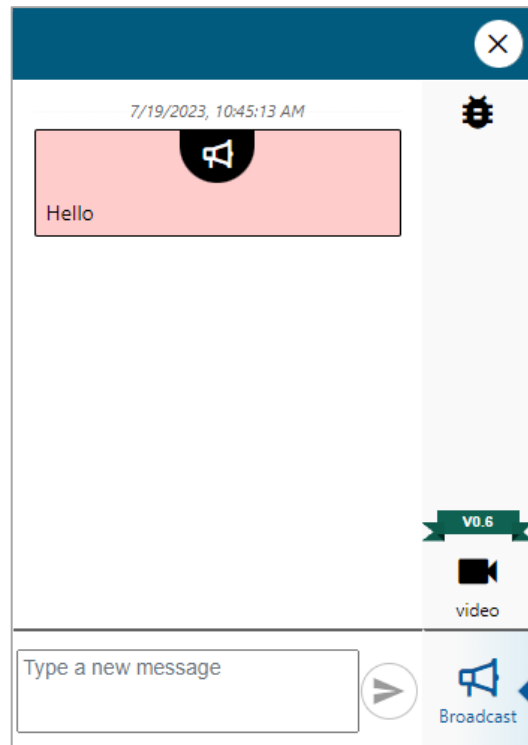 7/19/2023, 10:45:13 AM
Hello
V0.6
video
Type a new message
Broadcast